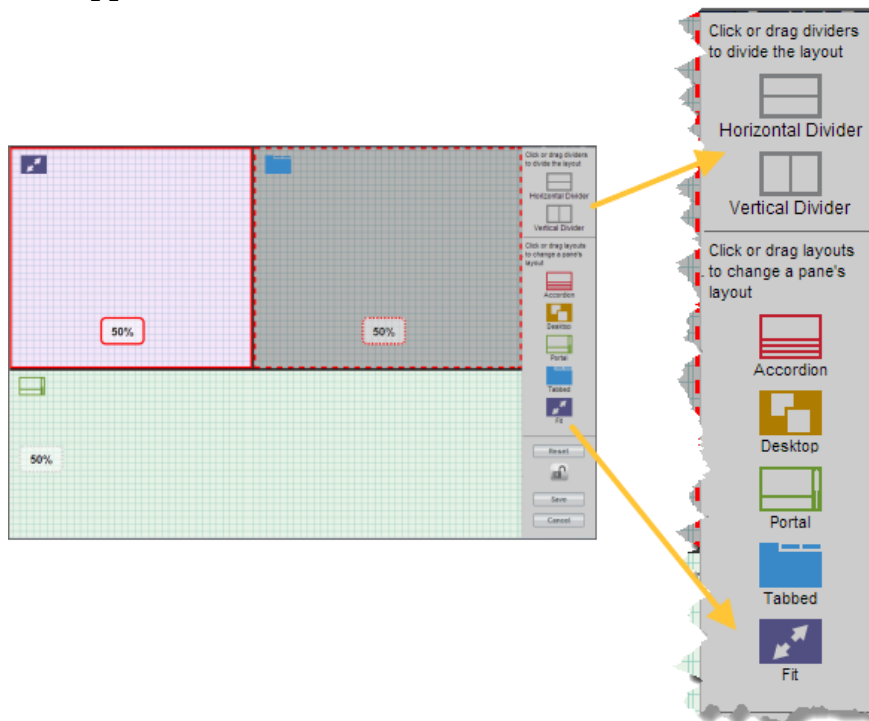 50%
50%
50%
Click or drag dividers
to divide the layout
Horizontal Divider
Vertical Divider
Click or drag layouts
to change a pane's
layout
Accordion
Desktop
Portal
Tabbed
Fit
Reset
Save
Cancel
Click or drag dividers
to divide the layout
Horizontal Divider
Vertical Divider
Click or drag layouts
to change a pane's
layout
Accordion
Desktop
Portal
Tabbed
Fit